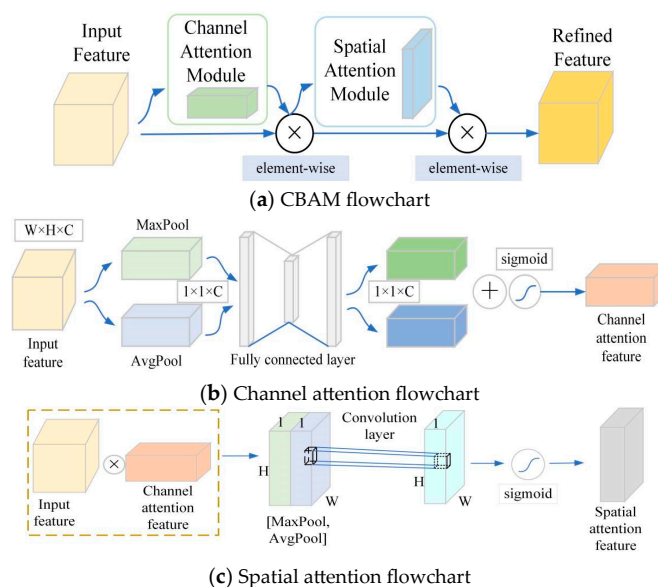 Input
Feature
Channel
Attention
Module
Spatial
Attention
Module
Refined
Feature
×
×
element-wise
element-wise
(a) CBAM flowchart
W×H×C
MaxPool
1×1×C
1×1×C
sigmoid
+
Input
feature
AvgPool
Fully connected layer
Channel
attention
feature
(b) Channel attention flowchart
1 1
Convolution
layer
1
H
H
W
W
×
Input
feature
Channel
attention
feature
[MaxPool,
AvgPool]
sigmoid
Spatial
attention
feature
(c) Spatial attention flowchart